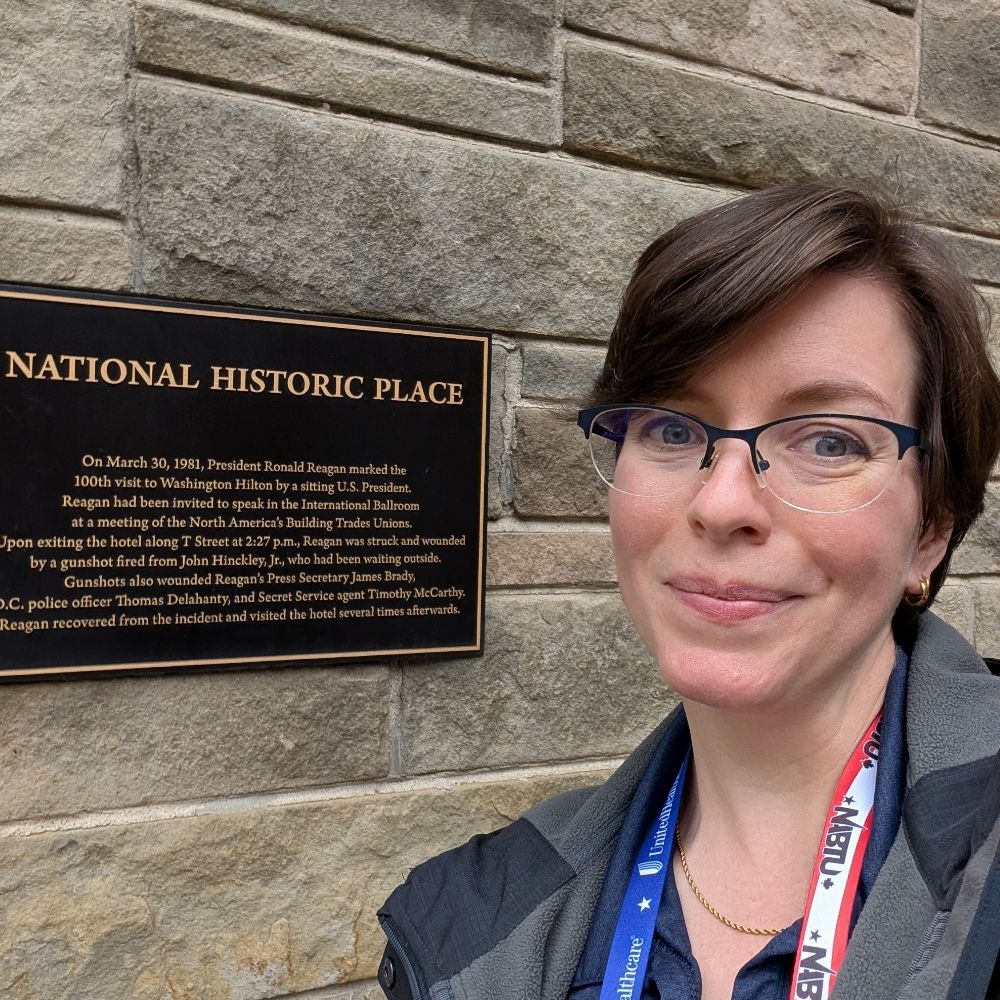 NATIONAL HISTORIC PLACE
On March 30, 1981, President Ronald Reagan marked the
100th visit to Washington Hilton by a sitting U.S. President.
Reagan had been invited to speak in the International Ballroom
at a meeting of the North America's Building Trades Unions.
Upon exiting the hotel along T Street at 2:27 p.m., Reagan was struck and wounded
by a gunshot fired from John Hinckley, Jr., who had been waiting outside.
Gunshots also wounded Reagan's Press Secretary James Brady,
D.C. police officer Thomas Delahanty, and Secret Service agent Timothy McCarthy.
Reagan recovered from the incident and visited the hotel several times afterwards.
UnitedHealth
althcare®
NABTU
NABTU
NAB